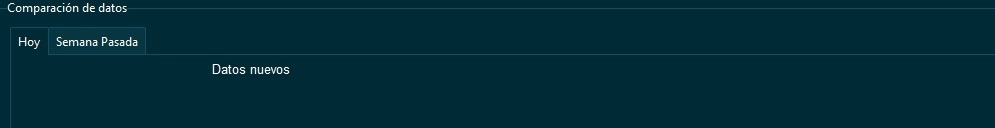 Comparación de datos
Hoy Semana Pasada
Datos nuevos